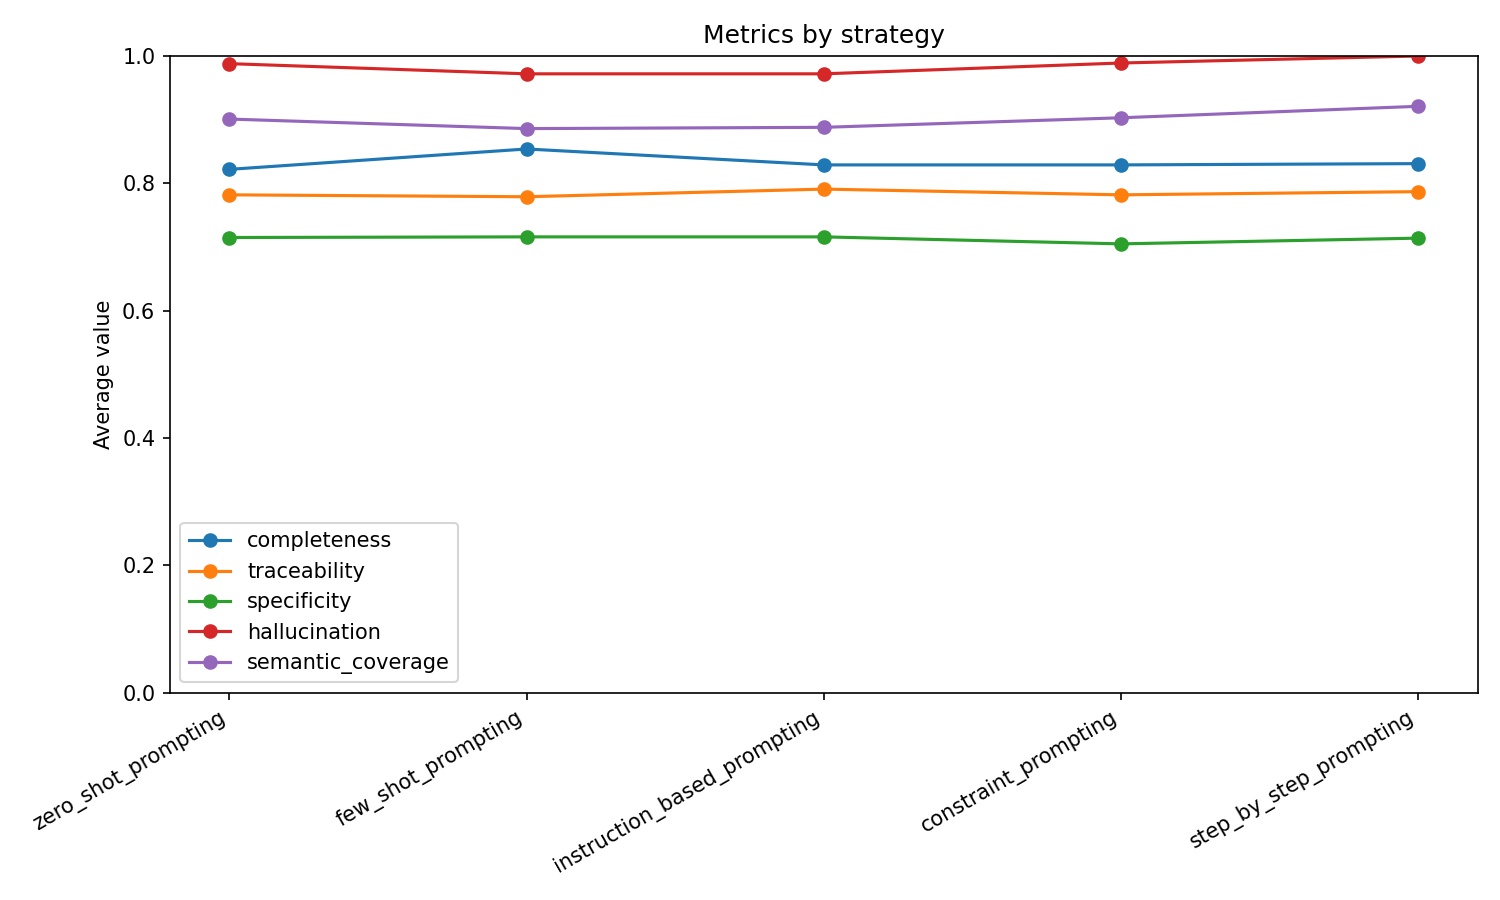 Metrics by strategy
Average value
1.0
0.8
0.6
0.4
0.2
0.0
completeness
traceability
specificity
hallucination
semantic_coverage
zero_shot_prompting
few_shot_prompting
instruction_based_prompting
constraint_prompting
step_by_step_prompting